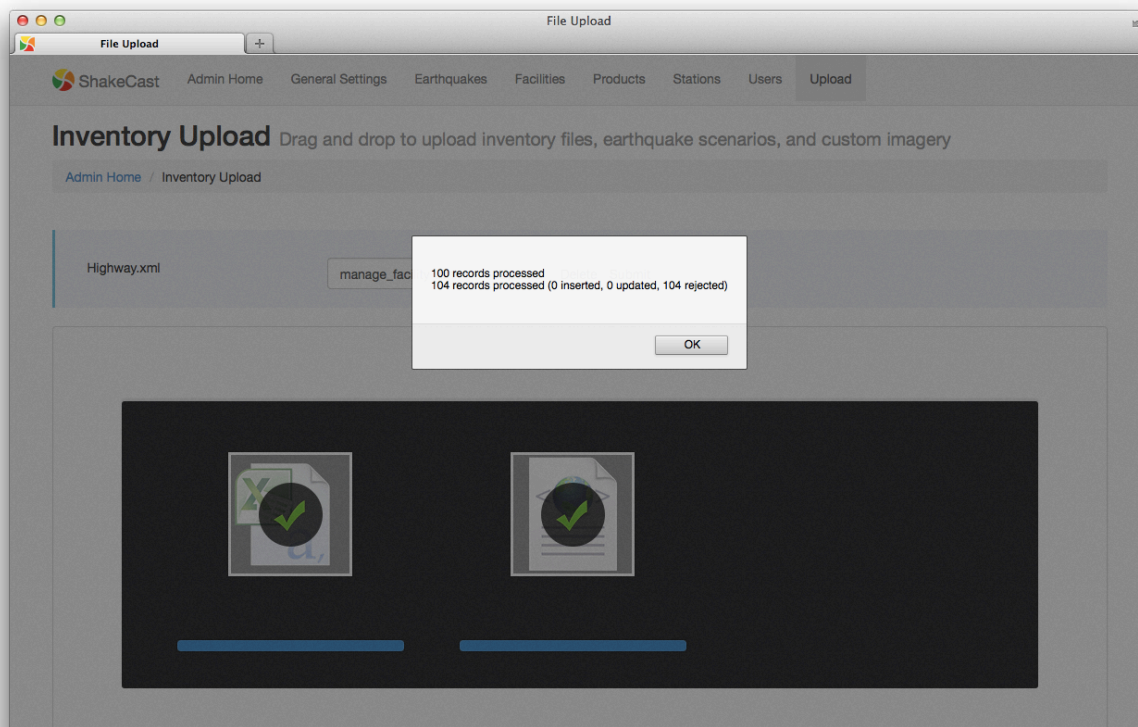 File Upload
File Upload
ShakeCast Admin Home General Settings Earthquakes Facilities Products Stations Users Upload
Inventory Upload Drag and drop to upload inventory files, earthquake scenarios, and custom imagery
Admin Home / Inventory Upload
Highway.xml
manage_faci
100 records processed
104 records processed (0 inserted, 0 updated, 104 rejected)
OK
X
a,